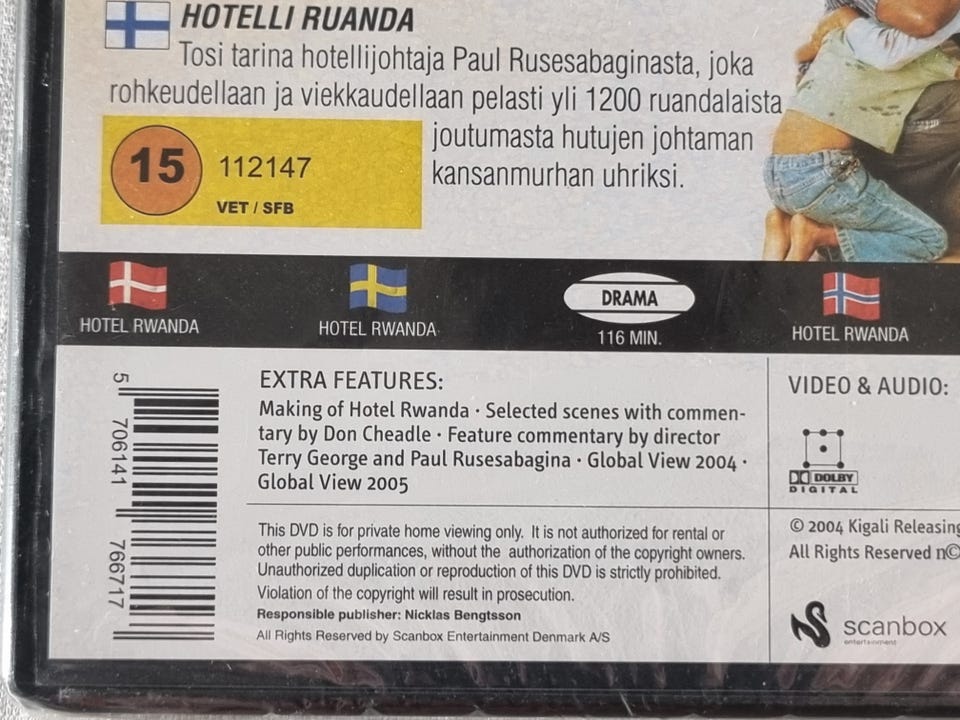 HOTELLI RUANDA
Tosi tarina hotellijohtaja Paul Rusesabaginasta, joka
rohkeudellaan ja viekkaudellaan pelasti yli 1200 ruandalaista
joutumasta hutujen johtaman
kansanmurhan uhriksi.
15 112147
VET / SFB
HOTEL RWANDA
HOTEL RWANDA
DRAMA
116 MIN.
HOTEL RWANDA
5 706141 766717
EXTRA FEATURES:
Making of Hotel Rwanda · Selected scenes with commen-
tary by Don Cheadle · Feature commentary by director
Terry George and Paul Rusesabagina · Global View 2004 ·
Global View 2005
This DVD is for private home viewing only. It is not authorized for rental or
other public performances, without the authorization of the copyright owners.
Unauthorized duplication or reproduction of this DVD is strictly prohibited.
Violation of the copyright will result in prosecution.
Responsible publisher: Nicklas Bengtsson
All Rights Reserved by Scanbox Entertainment Denmark A/S
VIDEO & AUDIO:
DOLBY
DIGITAL
© 2004 Kigali Releasing
All Rights Reserved n©
scanbox
entertainment